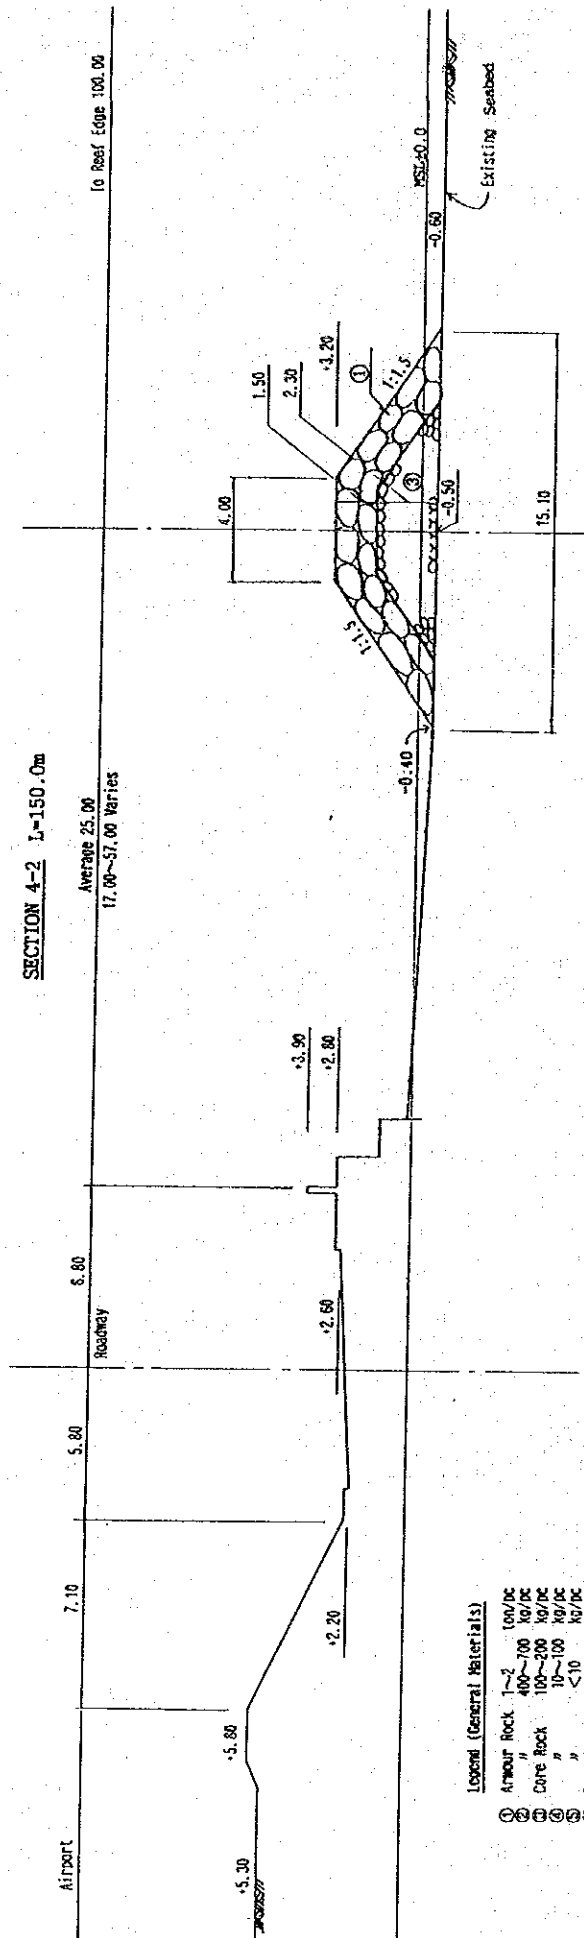 SECTION 4-2 L=150.0m
Airport
7.10
5.80
Roadway
6.80
Average 25.00
17.00~57.00 Varies
To Reef Edge 100.00
+5.30
+5.80
+2.20
+2.60
+3.90
+2.80
4.00
1.50
2.30
+3.20
①
1:1.5
1:1.5
③
-0.50
-0.40
15.10
MSL±0.0
-0.60
Existing Seabed
Legend (General Materials)
① Armour Rock 1~2 ton/pc
② 〃 400~700 kg/pc
③ Core Rock 100~200 kg/pc
④ 〃 10~100 kg/pc
⑤ 〃 <10 kg/pc